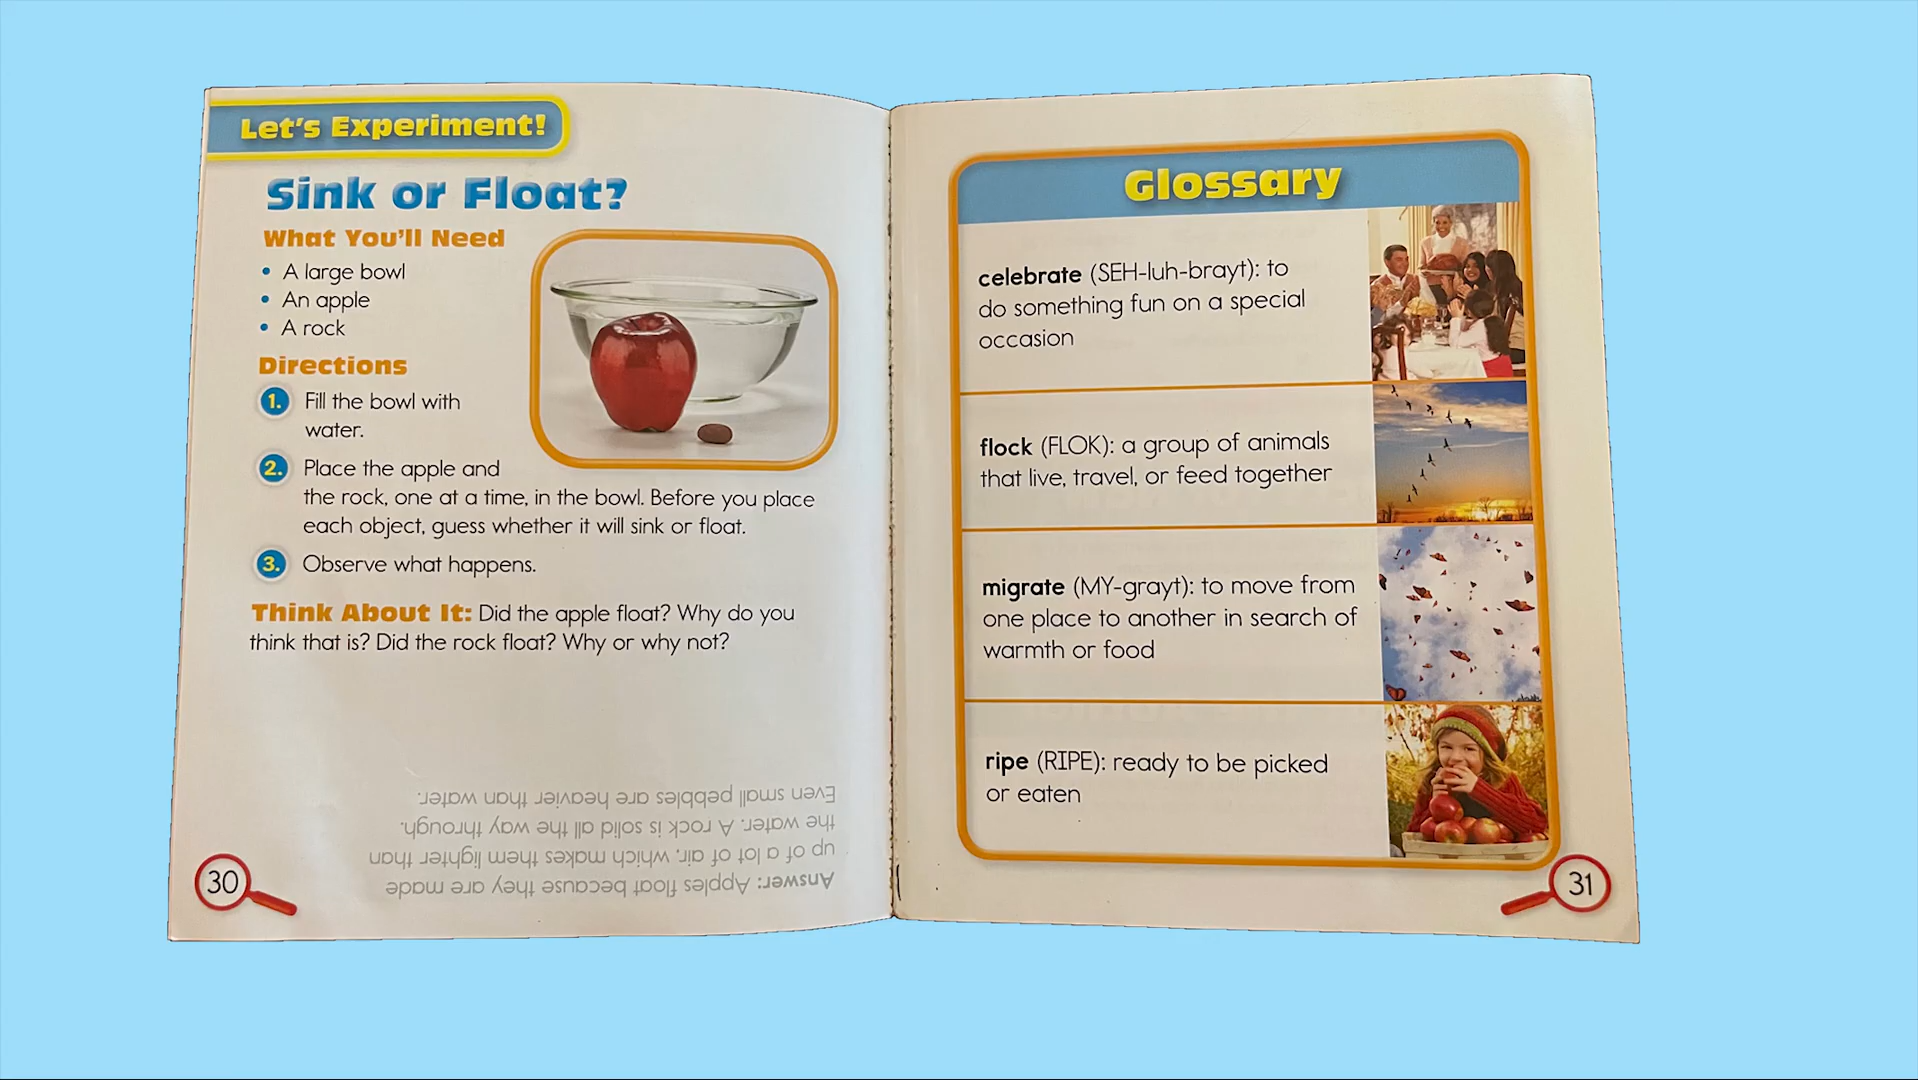 Let's Experiment!
Sink or Float?
What You'll Need
• A large bowl
• An apple
• A rock
Directions
1. Fill the bowl with
water.
2. Place the apple and
the rock, one at a time, in the bowl. Before you place
each object, guess whether it will sink or float.
3. Observe what happens.
Think About It: Did the apple float? Why do you
think that is? Did the rock float? Why or why not?
Answer: Apples float because they are made
up of a lot of air, which makes them lighter than
the water. A rock is solid all the way through.
Even small pebbles are heavier than water.
30
Glossary
celebrate (SEH-luh-brayt): to
do something fun on a special
occasion
flock (FLOK): a group of animals
that live, travel, or feed together
migrate (MY-grayt): to move from
one place to another in search of
warmth or food
ripe (RIPE): ready to be picked
or eaten
31